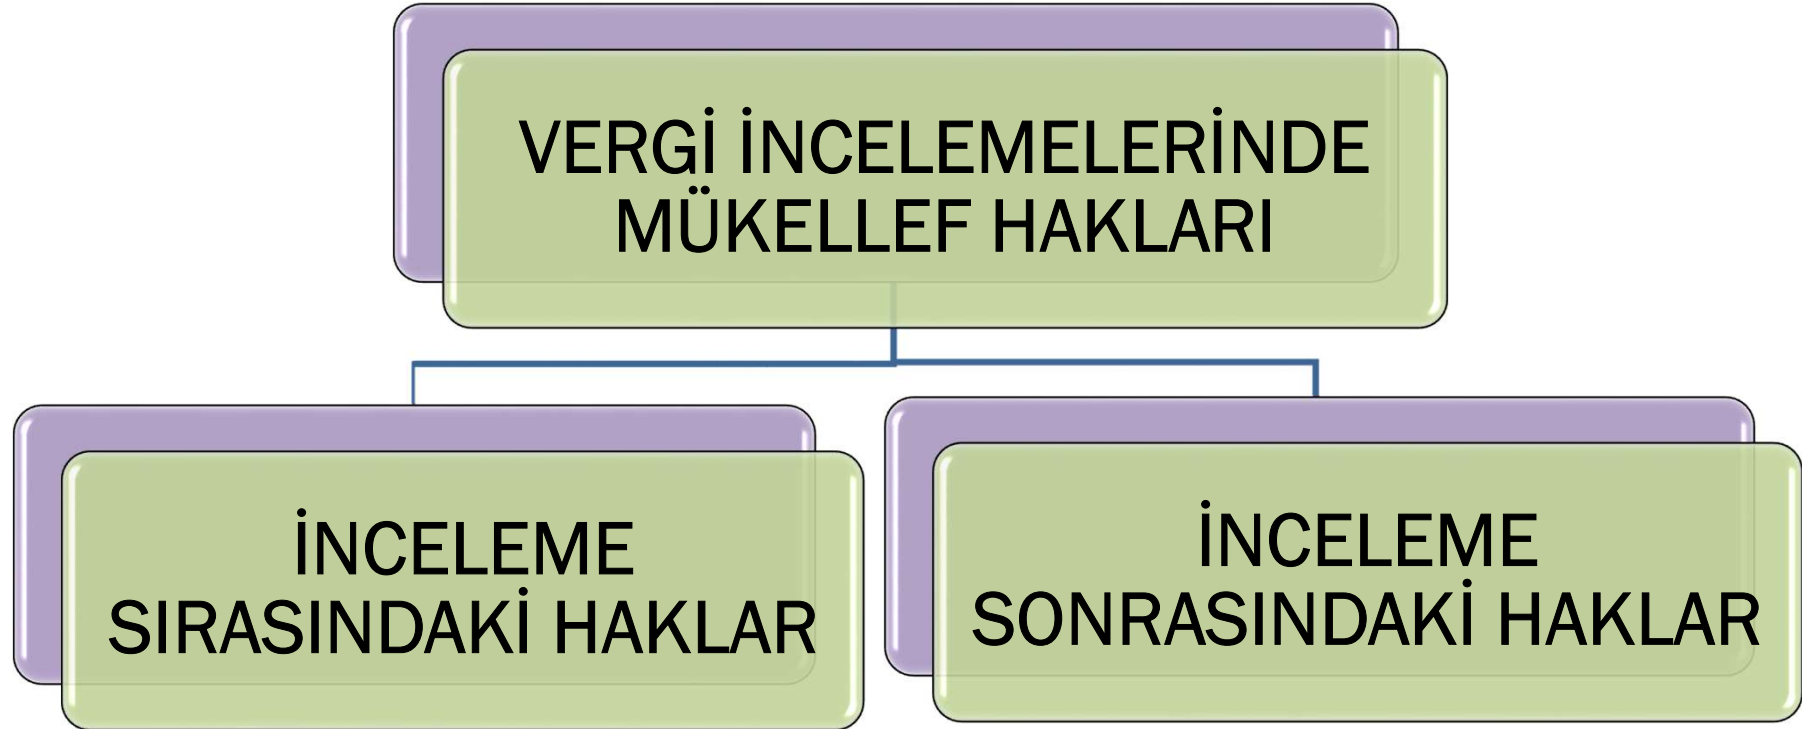 VERGİ İNCELEMELERİNDE
MÜKELLEF HAKLARI
İNCELEME
SIRASINDAKİ HAKLAR
İNCELEME
SONRASINDAKİ HAKLAR